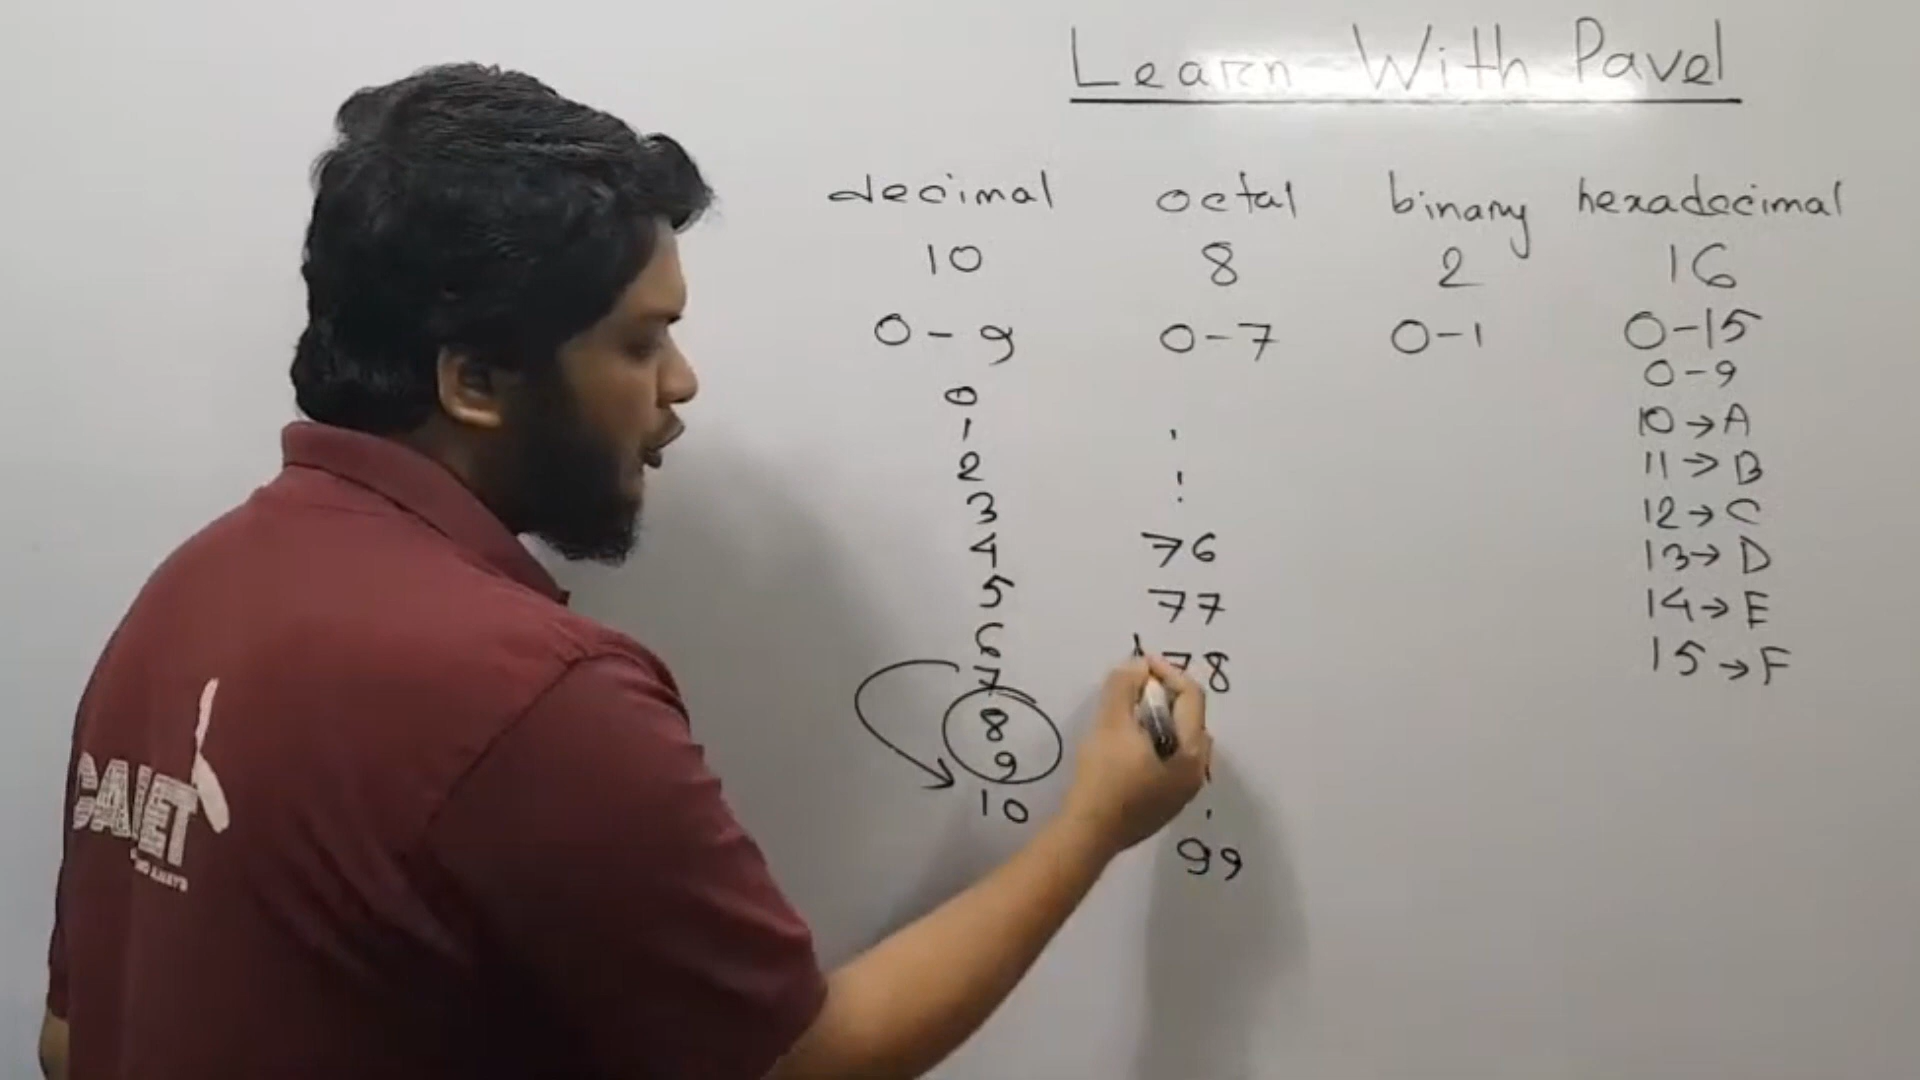 Learn With Pavel
decimal octal binary hexadecimal
10 8 2 16
0-9 0-7 0-1 0-15
0-9
0
1
2
3
4
5
6
7
8
9
10
76
77
78
99
10→A
11→B
12→C
13→D
14→E
15→F